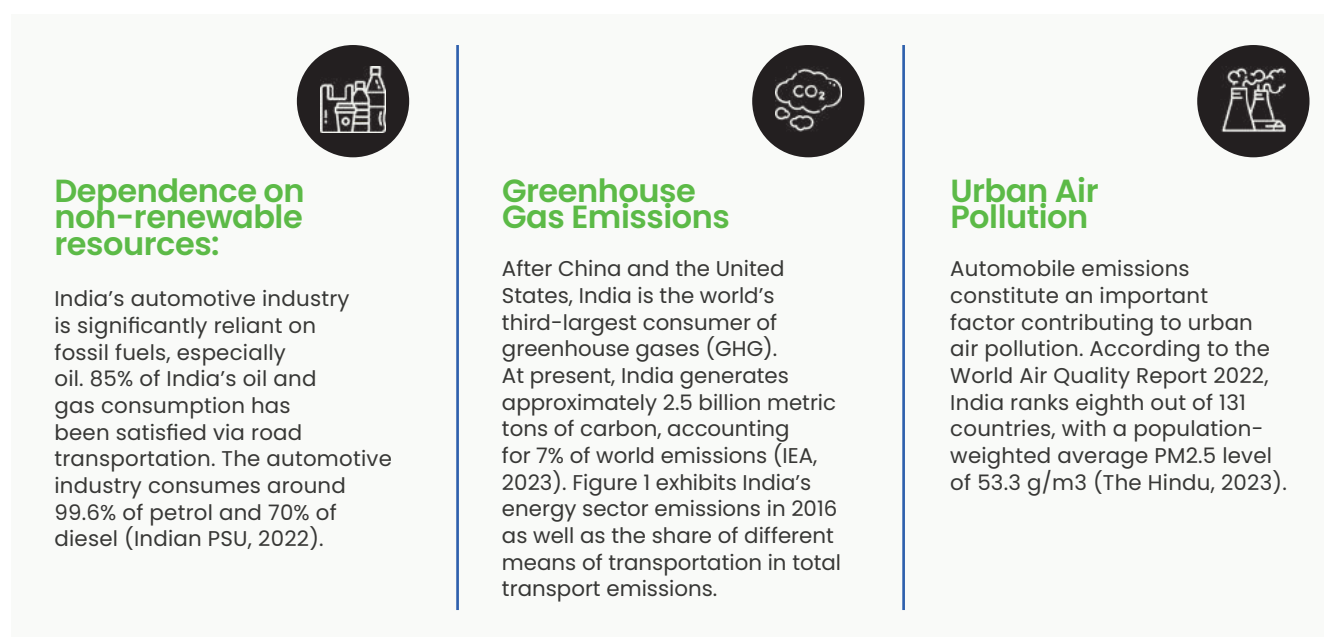 Dependence on
non-renewable
resources:
India's automotive industry
is significantly reliant on
fossil fuels, especially
oil. 85% of India's oil and
gas consumption has
been satisfied via road
transportation. The automotive
industry consumes around
99.6% of petrol and 70% of
diesel (Indian PSU, 2022).
CO₂
Greenhouse
Gas Emissions
After China and the United
States, India is the world's
third-largest consumer of
greenhouse gases (GHG).
At present, India generates
approximately 2.5 billion metric
tons of carbon, accounting
for 7% of world emissions (IEA,
2023). Figure 1 exhibits India's
energy sector emissions in 2016
as well as the share of different
means of transportation in total
transport emissions.
Urban Air
Pollution
Automobile emissions
constitute an important
factor contributing to urban
air pollution. According to the
World Air Quality Report 2022,
India ranks eighth out of 131
countries, with a population-
weighted average PM2.5 level
of 53.3 g/m3 (The Hindu, 2023).